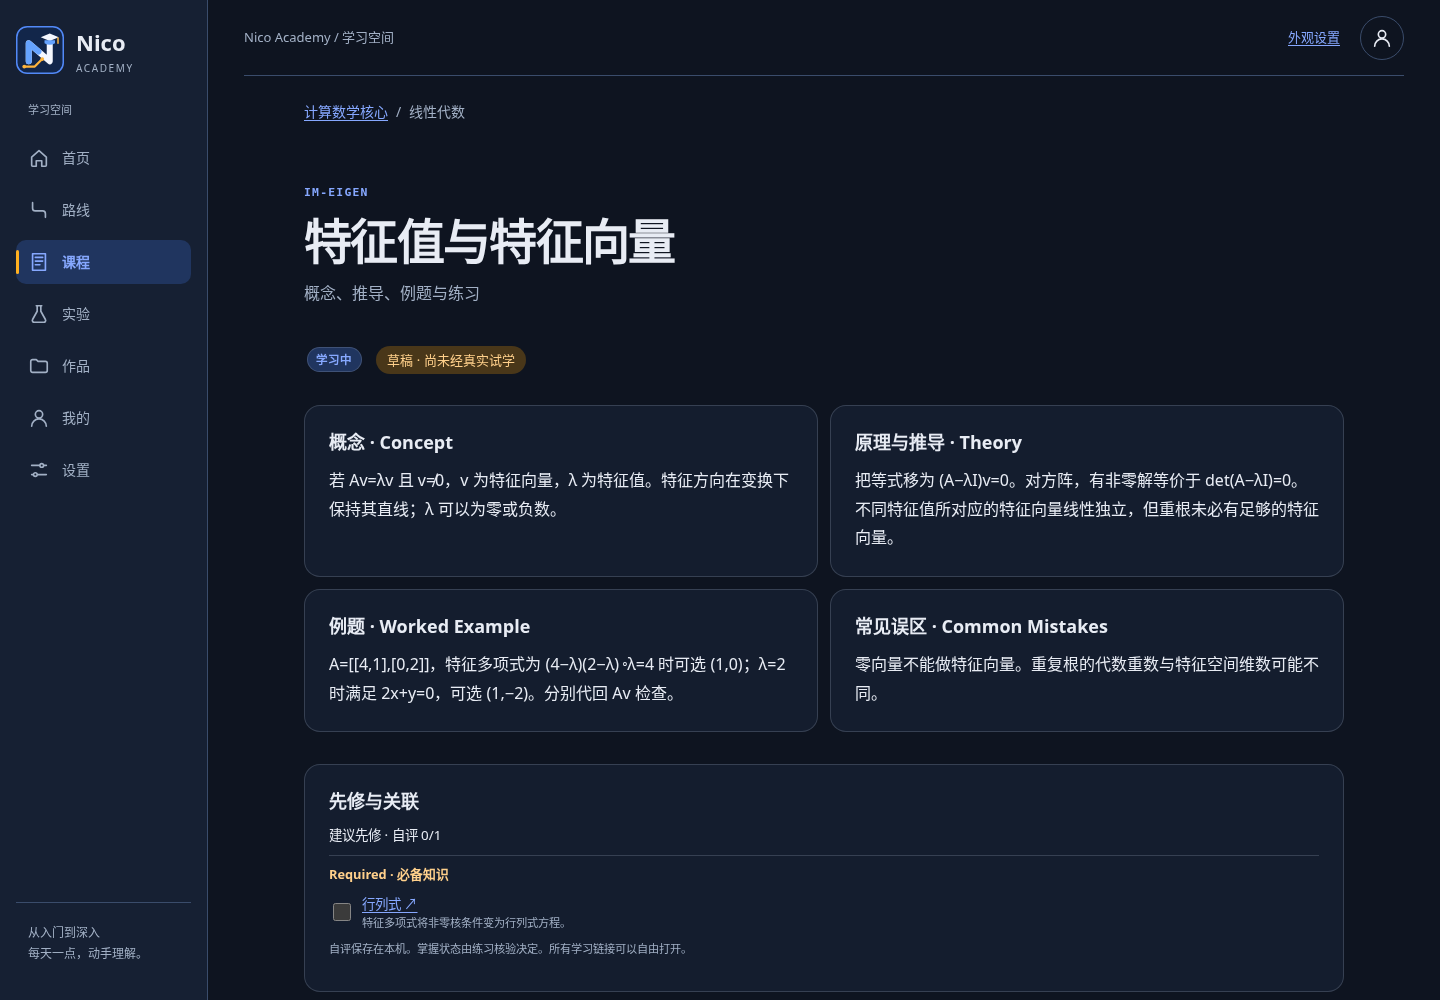 Nico
ACADEMY
学习空间
首页
路线
课程
实验
作品
我的
设置
从入门到深入
每天一点，动手理解。
Nico Academy / 学习空间
外观设置
计算数学核心 / 线性代数
IM-EIGEN
特征值与特征向量
概念、推导、例题与练习
学习中
草稿 · 尚未经真实试学
概念 · Concept
若 Av=λv 且 v≠0，v 为特征向量，λ 为特征值。特征方向在变换下
保持其直线；λ 可以为零或负数。
原理与推导 · Theory
把等式移为 (A−λI)v=0。对方阵，有非零解等价于 det(A−λI)=0。
不同特征值所对应的特征向量线性独立，但重根未必有足够的特征
向量。
例题 · Worked Example
A=[[4,1],[0,2]]，特征多项式为 (4−λ)(2−λ)。λ=4 时可选 (1,0)；λ=2
时满足 2x+y=0，可选 (1,−2)。分别代回 Av 检查。
常见误区 · Common Mistakes
零向量不能做特征向量。重复根的代数重数与特征空间维数可能不
同。
先修与关联
建议先修 · 自评 0/1
Required · 必备知识
行列式 ↗
特征多项式将非零核条件变为行列式方程。
自评保存在本机。掌握状态由练习核验决定。所有学习链接可以自由打开。